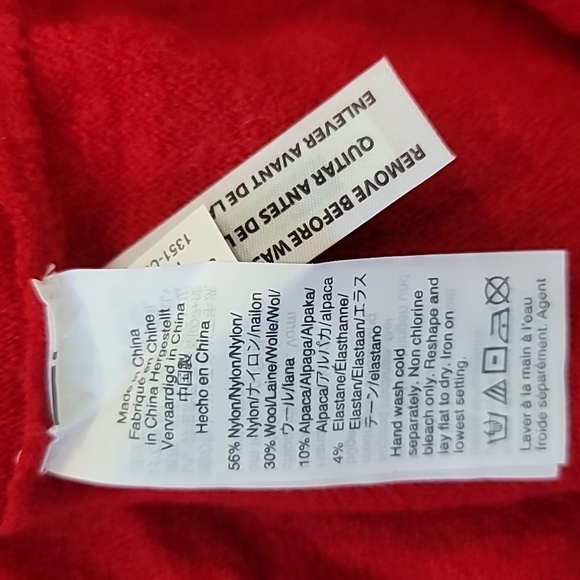 Made in China
Fabriqué en Chine
in China Hergestellt
Vervaardigd in China
中国製
Hecho en China
56% Nylon/Nylon/Nylon/
Nylon/ナイロン/nailon
30% Wool/Laine/Wolle/Wol/
ウール/lana
10% Alpaca/Alpaga/Alpaka/
Alpaca/アルパカ/alpaca
4% Elastane/Elasthanne/
Elastan/Elastaan/エラス
テーン/elastano
Hand wash cold
separately. Non chlorine
bleach only. Reshape and
lay flat to dry. Iron on
lowest setting.
Laver à la main à l'eau
froide séparément. Agent
REMOVE BEFORE WAS
QUITAR ANTES DE L
ENLEVER AVANT DE L
1351-0